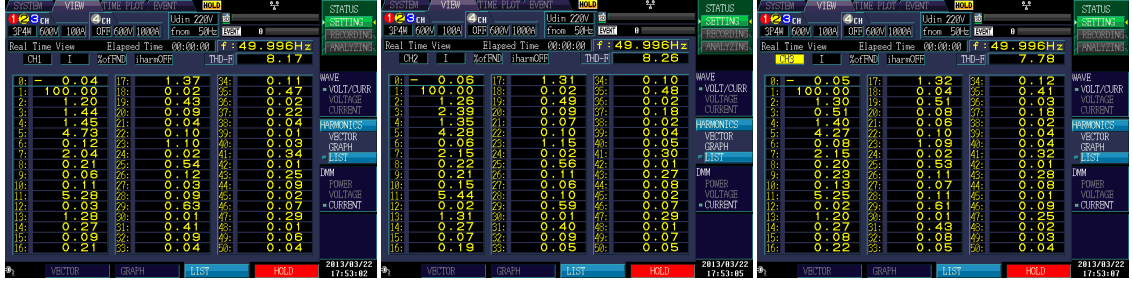 SYSTEM VIEW TIME PLOT EVENT HOLD
1 2 3 CH 4 CH Udin 220V
3P4W 600V 100A OFF 600V 1000A fnom 50Hz EVENT 0
Real Time View Elapsed Time 00:00:00 f:49.996Hz
CH1 I %ofFND iharmOFF THD-F 8.17
0: -0.04 17: 1.37 34: 0.11
1: 100.00 18: 0.02 35: 0.47
2: 1.20 19: 0.43 36: 0.02
3: 1.44 20: 0.09 37: 0.22
4: 1.45 21: 0.04 38: 0.02
5: 4.73 22: 0.10 39: 0.01
6: 0.12 23: 1.10 40: 0.03
7: 2.04 24: 0.02 41: 0.34
8: 0.21 25: 0.54 42: 0.01
9: 0.06 26: 0.12 43: 0.25
10: 0.11 27: 0.03 44: 0.09
11: 5.25 28: 0.09 45: 0.02
12: 0.03 29: 0.63 46: 0.07
13: 1.28 30: 0.01 47: 0.29
14: 0.27 31: 0.41 48: 0.01
15: 0.09 32: 0.09 49: 0.06
16: 0.21 33: 0.04 50: 0.04
STATUS
SETTING
RECORDING
ANALYZING
WAVE
VOLT/CURR
VOLTAGE
CURRENT
HARMONICS
VECTOR
GRAPH
LIST
DMM
POWER
VOLTAGE
CURRENT
VECTOR GRAPH LIST HOLD
2013/03/22
17:53:02
SYSTEM VIEW TIME PLOT EVENT HOLD
1 2 3 CH 4 CH Udin 220V
3P4W 600V 100A OFF 600V 1000A fnom 50Hz EVENT 0
Real Time View Elapsed Time 00:00:00 f:49.996Hz
CH2 I %ofFND iharmOFF THD-F 8.26
0: -0.06 17: 1.31 34: 0.10
1: 100.00 18: 0.02 35: 0.48
2: 1.26 19: 0.49 36: 0.02
3: 2.39 20: 0.09 37: 0.18
4: 1.39 21: 0.07 38: 0.02
5: 4.28 22: 0.10 39: 0.04
6: 0.06 23: 1.15 40: 0.05
7: 2.15 24: 0.02 41: 0.30
8: 0.22 25: 0.56 42: 0.01
9: 0.21 26: 0.11 43: 0.27
10: 0.15 27: 0.06 44: 0.08
11: 5.44 28: 0.10 45: 0.02
12: 0.02 29: 0.59 46: 0.07
13: 1.31 30: 0.01 47: 0.29
14: 0.27 31: 0.49 48: 0.01
15: 0.07 32: 0.09 49: 0.07
16: 0.19 33: 0.05 50: 0.05
STATUS
SETTING
RECORDING
ANALYZING
WAVE
VOLT/CURR
VOLTAGE
CURRENT
HARMONICS
VECTOR
GRAPH
LIST
DMM
POWER
VOLTAGE
CURRENT
VECTOR GRAPH LIST HOLD
2013/03/22
17:53:05
SYSTEM VIEW TIME PLOT EVENT HOLD
1 2 3 CH 4 CH Udin 220V
3P4W 600V 100A OFF 600V 1000A fnom 50Hz EVENT 0
Real Time View Elapsed Time 00:00:00 f:49.996Hz
CH3 I %ofFND iharmOFF THD-F 7.78
0: -0.05 17: 1.32 34: 0.12
1: 100.00 18: 0.04 35: 0.41
2: 1.30 19: 0.51 36: 0.03
3: 0.51 20: 0.08 37: 0.18
4: 1.40 21: 0.06 38: 0.02
5: 4.27 22: 0.10 39: 0.04
6: 0.08 23: 1.09 40: 0.04
7: 2.15 24: 0.04 41: 0.32
8: 0.20 25: 0.53 42: 0.01
9: 0.23 26: 0.11 43: 0.28
10: 0.13 27: 0.07 44: 0.08
11: 5.28 28: 0.11 45: 0.01
12: 0.02 29: 0.61 46: 0.09
13: 1.20 30: 0.01 47: 0.25
14: 0.27 31: 0.43 48: 0.02
15: 0.08 32: 0.06 49: 0.03
16: 0.22 33: 0.05 50: 0.04
STATUS
SETTING
RECORDING
ANALYZING
WAVE
VOLT/CURR
VOLTAGE
CURRENT
HARMONICS
VECTOR
GRAPH
LIST
DMM
POWER
VOLTAGE
CURRENT
VECTOR GRAPH LIST HOLD
2013/03/22
17:53:07